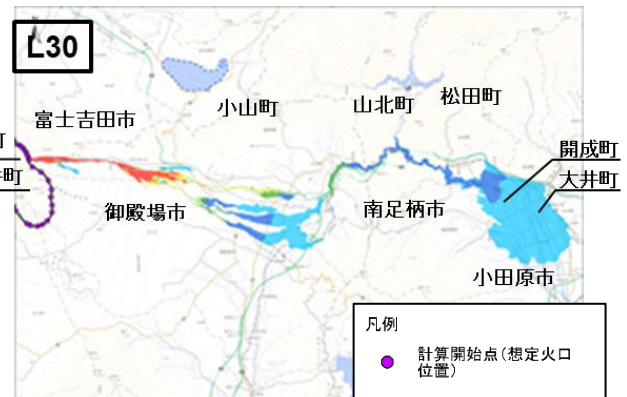 L30
富士吉田市
小山町
山北町
松田町
町
町
開成町
大井町
御殿場市
南足柄市
小田原市
凡例
計算開始点(想定火口
位置)